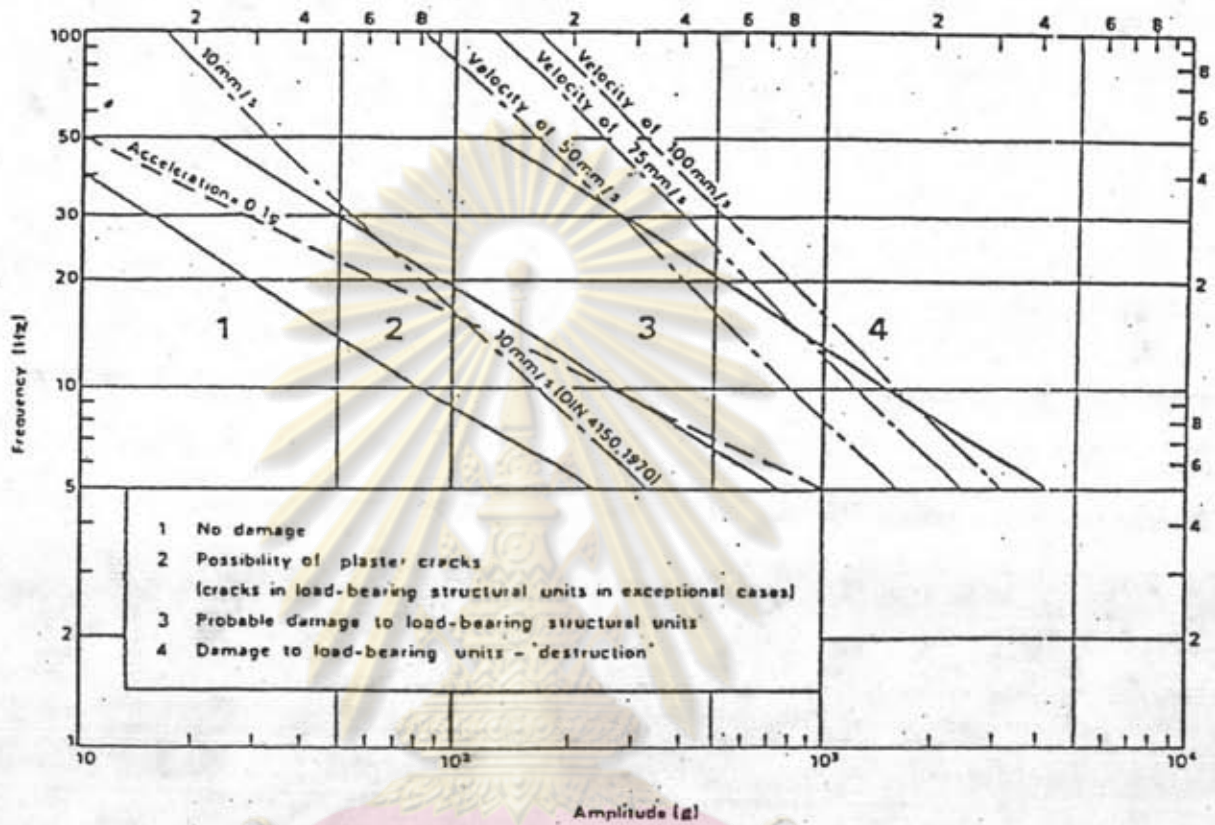 2 4 6 8 2 4 6 8 2 4 6 8
100
50
30
20
10
5
2
1
8
6
4
2
8
6
4
2
10⁴
Frequency [Hz]
10mm/s
Acceleration = 0.1g
Velocity of 50mm/s
Velocity of 75mm/s
Velocity of 100mm/s
10mm/s (DIN 4150,1970)
1
2
3
4
1 No damage
2 Possibility of plaster cracks
(cracks in load-bearing structural units in exceptional cases)
3 Probable damage to load-bearing structural units
4 Damage to load-bearing units - "destruction"
10 10² 10³ 10⁴
Amplitude [g]